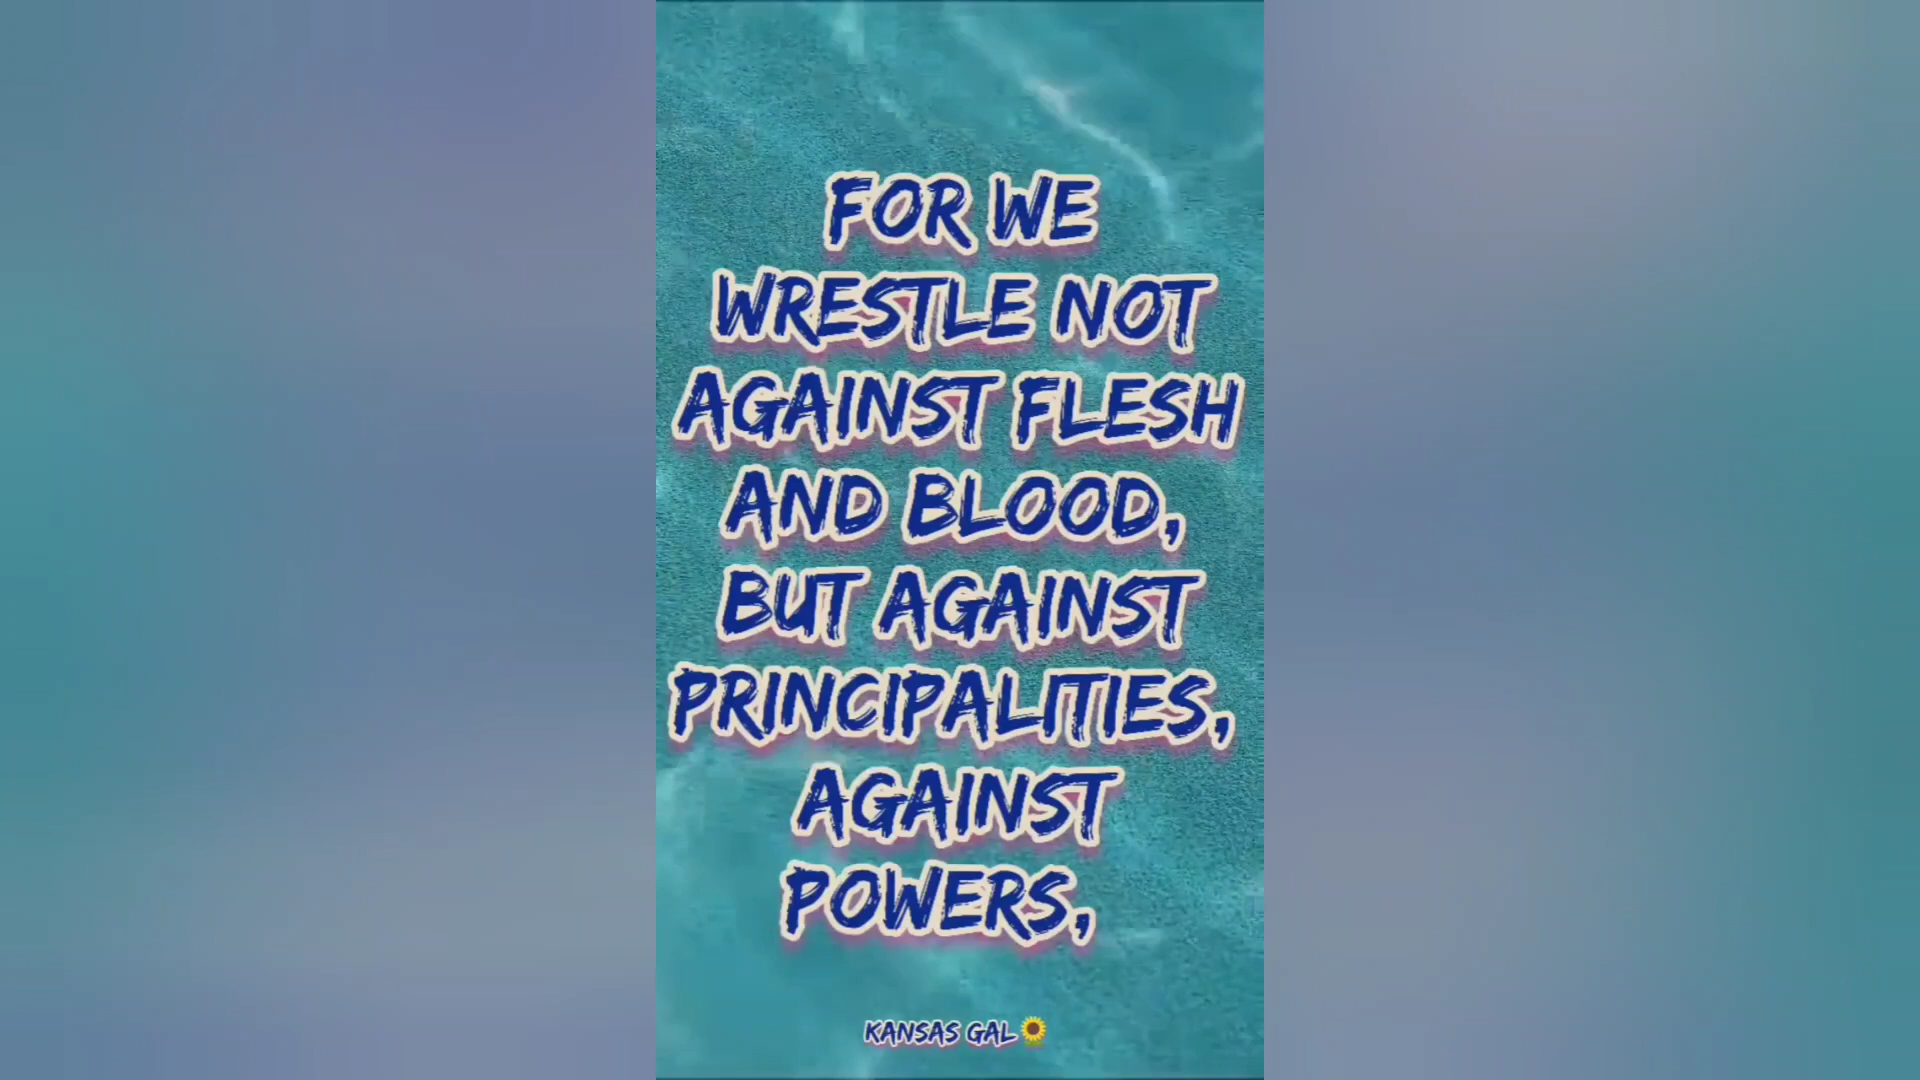 FOR WE
WRESTLE NOT
AGAINST FLESH
AND BLOOD,
BUT AGAINST
PRINCIPALITIES,
AGAINST
POWERS,
KANSAS GAL🌻